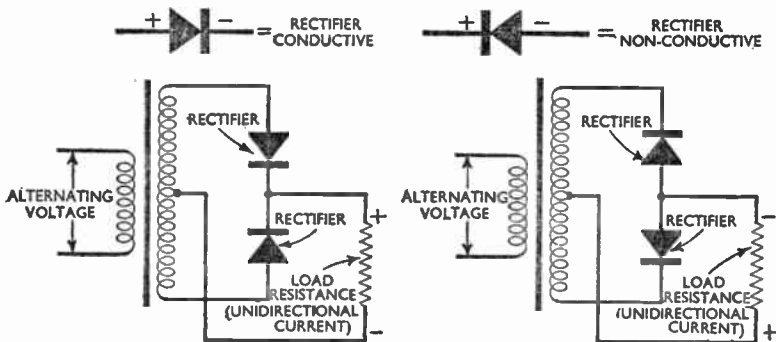 + - = RECTIFIER
CONDUCTIVE
+ - = RECTIFIER
NON-CONDUCTIVE
RECTIFIER
ALTERNATING
VOLTAGE
RECTIFIER
+
LOAD
RESISTANCE
(UNIDIRECTIONAL
CURRENT)
-
RECTIFIER
ALTERNATING
VOLTAGE
RECTIFIER
-
LOAD
RESISTANCE
(UNIDIRECTIONAL
CURRENT)
+